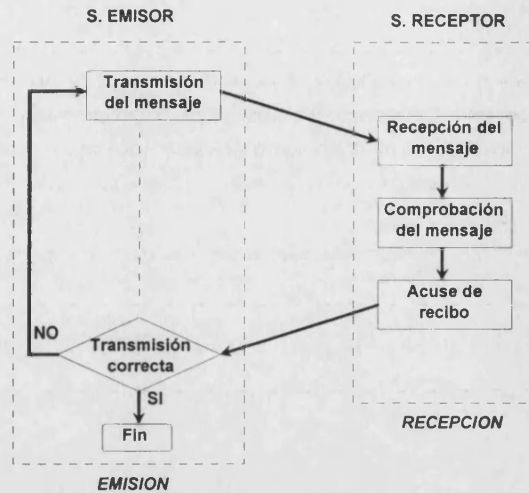 S. EMISOR
S. RECEPTOR
Transmisión
del mensaje
Recepción del
mensaje
Comprobación
del mensaje
Acuse de
recibo
NO
Transmisión
correcta
SI
Fin
RECEPCION
EMISION